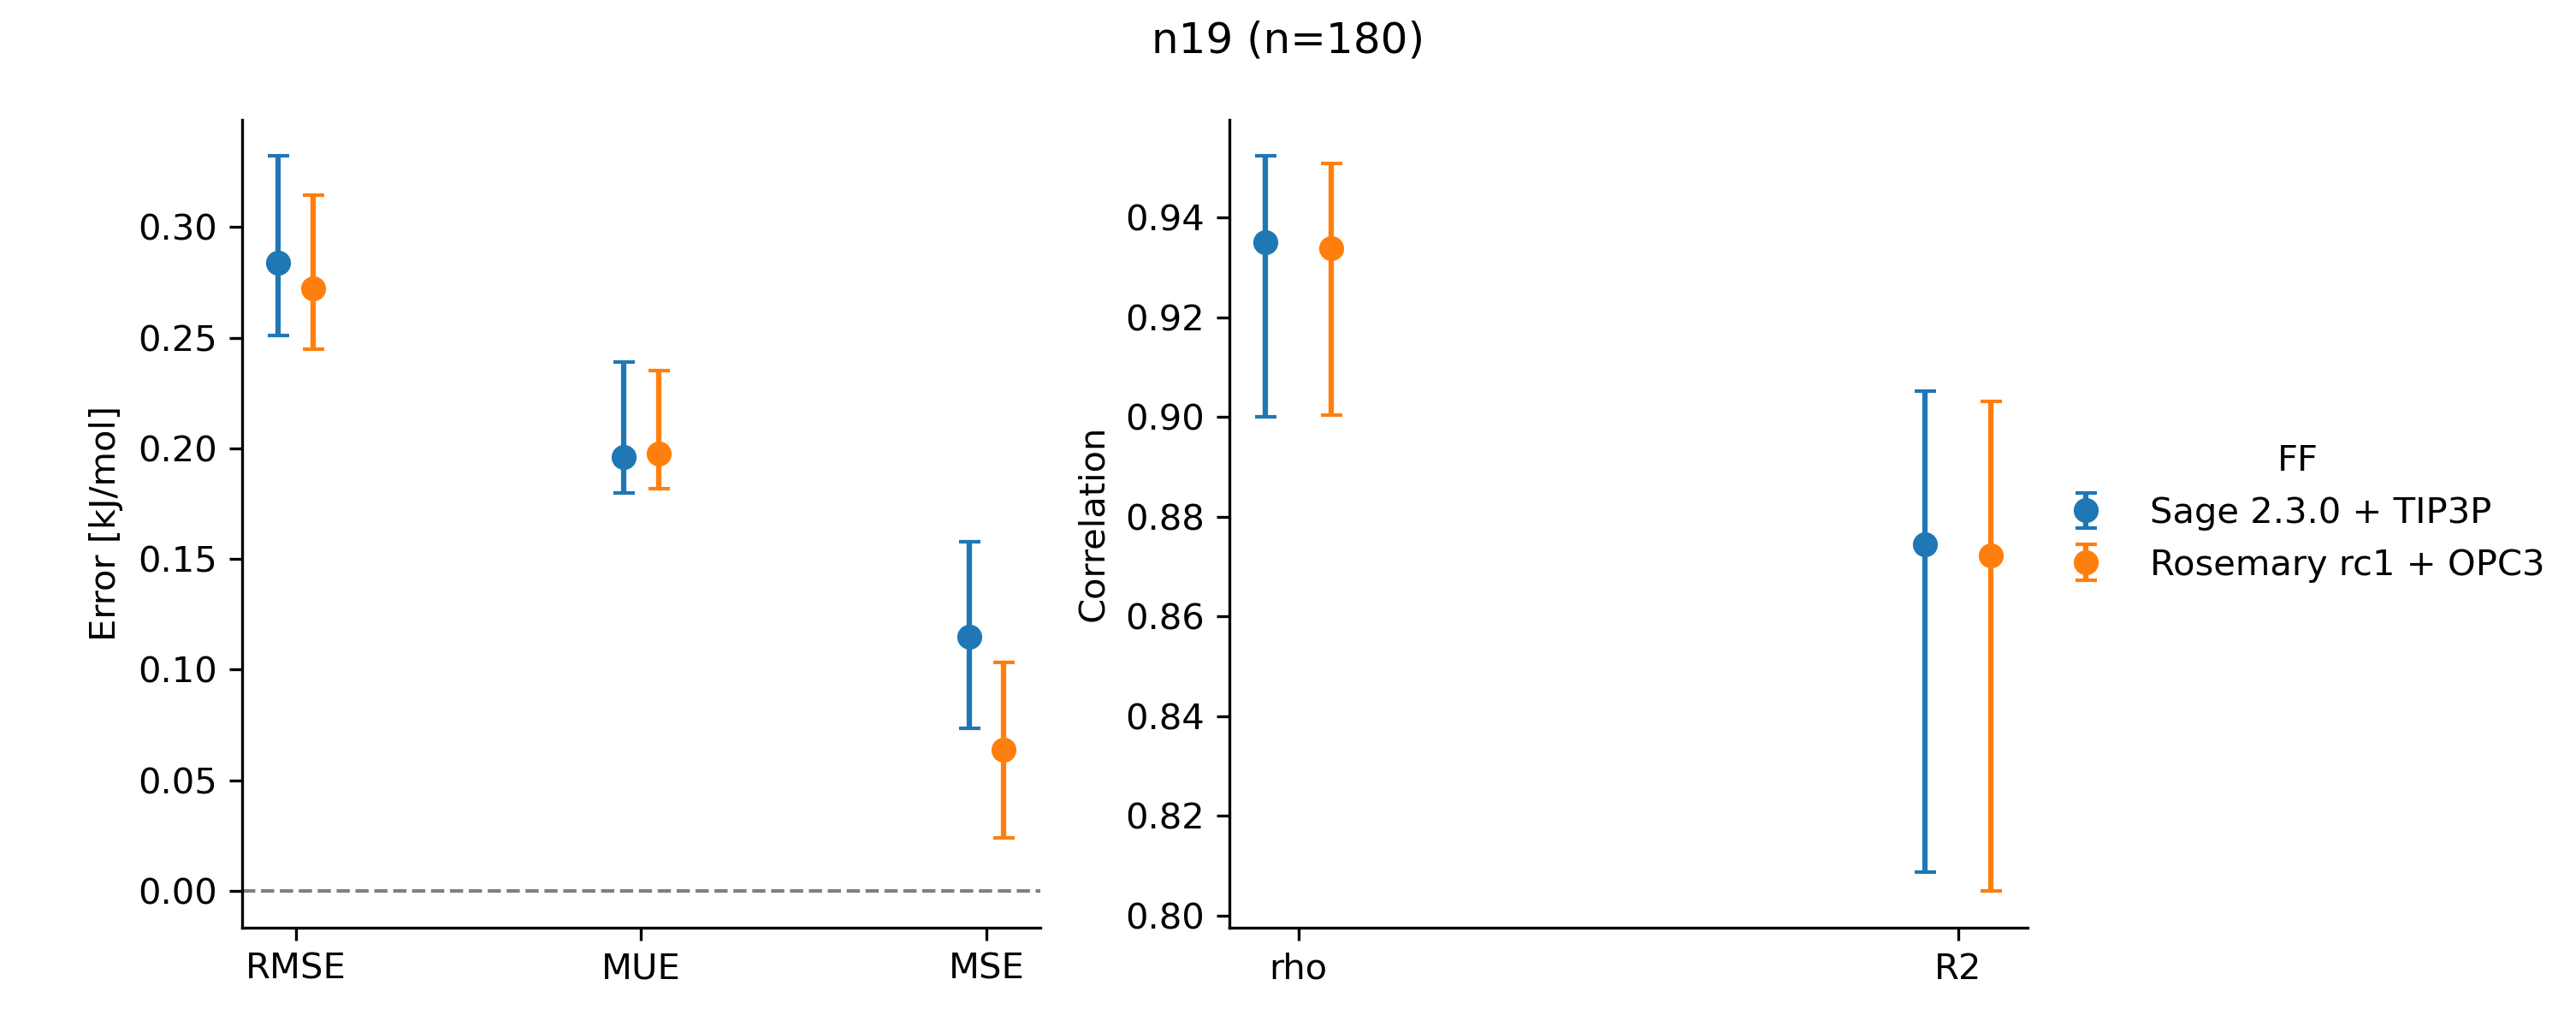 n19 (n=180)
Error [kJ/mol]
0.30
0.25
0.20
0.15
0.10
0.05
0.00
RMSE MUE MSE
Correlation
0.94
0.92
0.90
0.88
0.86
0.84
0.82
0.80
rho R2
FF
Sage 2.3.0 + TIP3P
Rosemary rc1 + OPC3